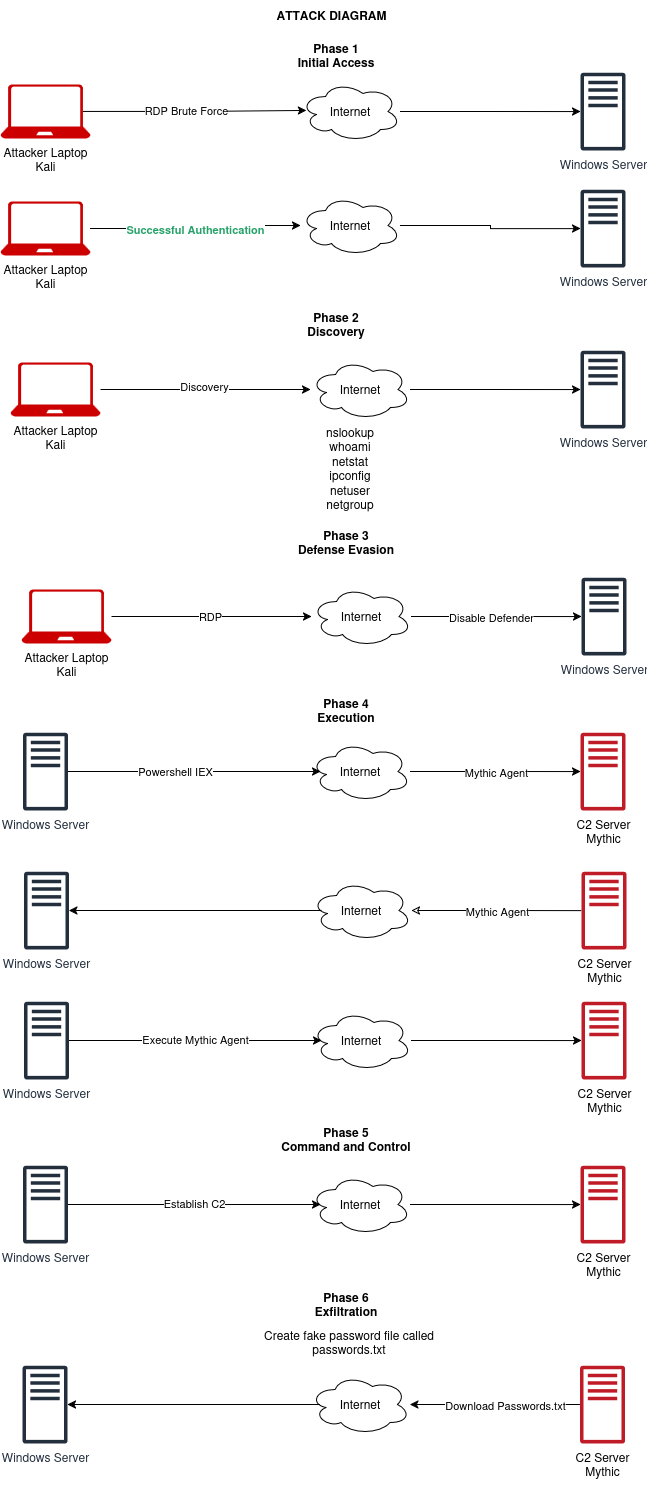 ATTACK DIAGRAM
Phase 1
Initial Access
RDP Brute Force
Internet
Attacker Laptop
Kali
Windows Server
Successful Authentication
Internet
Attacker Laptop
Kali
Windows Server
Phase 2
Discovery
Discovery
Internet
Attacker Laptop
Kali
Windows Server
nslookup
whoami
netstat
ipconfig
netuser
netgroup
Phase 3
Defense Evasion
RDP
Internet
Disable Defender
Attacker Laptop
Kali
Windows Server
Phase 4
Execution
Powershell IEX
Internet
Mythic Agent
Windows Server
C2 Server
Mythic
Internet
Mythic Agent
Windows Server
C2 Server
Mythic
Execute Mythic Agent
Internet
Windows Server
C2 Server
Mythic
Phase 5
Command and Control
Establish C2
Internet
Windows Server
C2 Server
Mythic
Phase 6
Exfiltration
Create fake password file called
passwords.txt
Internet
Download Passwords.txt
Windows Server
C2 Server
Mythic